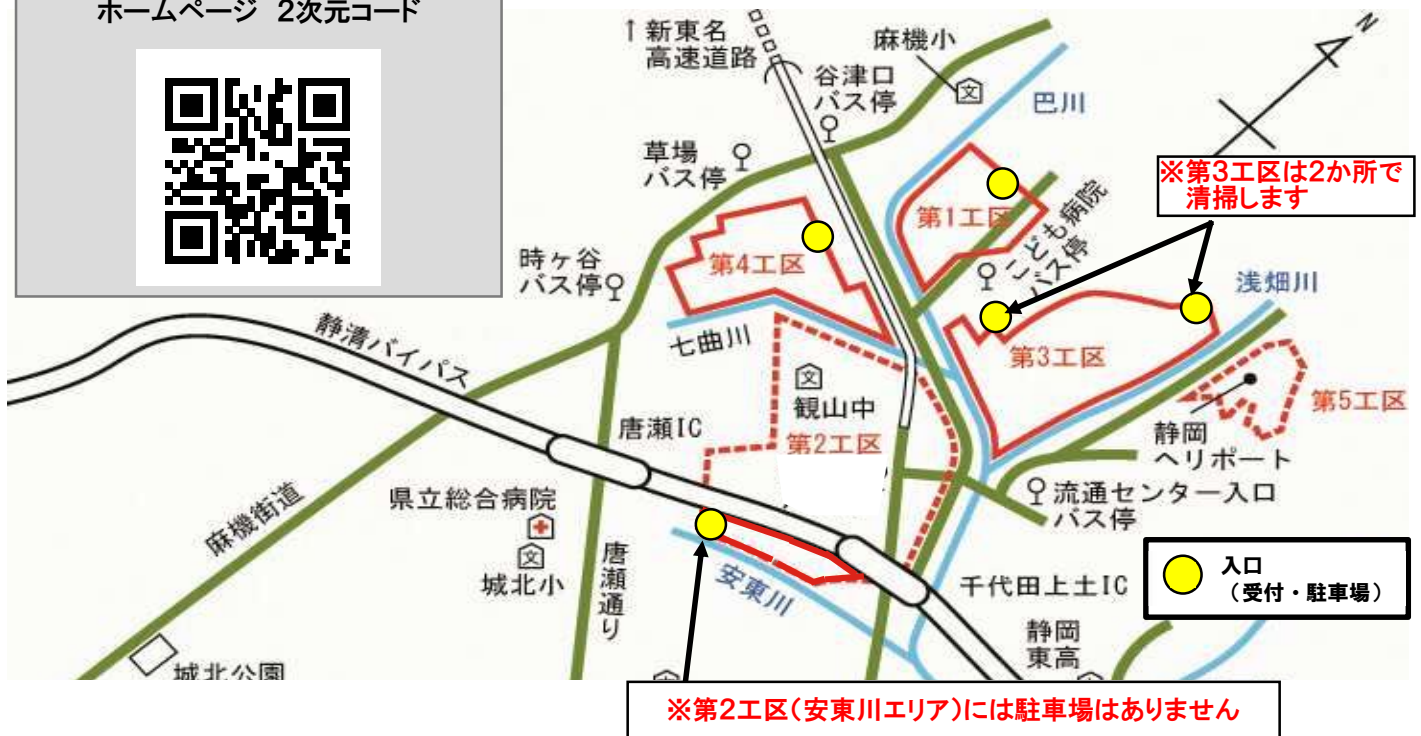 ホームページ 2次元コード
↑新東名
高速道路
麻機小
文
谷津口
バス停
巴川
N
草場
バス停
※第3工区は2か所で
清掃します
第1工区
こども病院
バス停
時ヶ谷
バス停
第4工区
浅畑川
静清バイパス
七曲川
第3工区
文
観山中
第5工区
唐瀬IC
第2工区
静岡
ヘリポート
県立総合病院
流通センター入口
バス停
麻機街道
文
城北小
唐瀬通り
安東川
千代田上土IC
入口
(受付・駐車場)
静岡
東高
城北公園
※第2工区(安東川エリア)には駐車場はありません